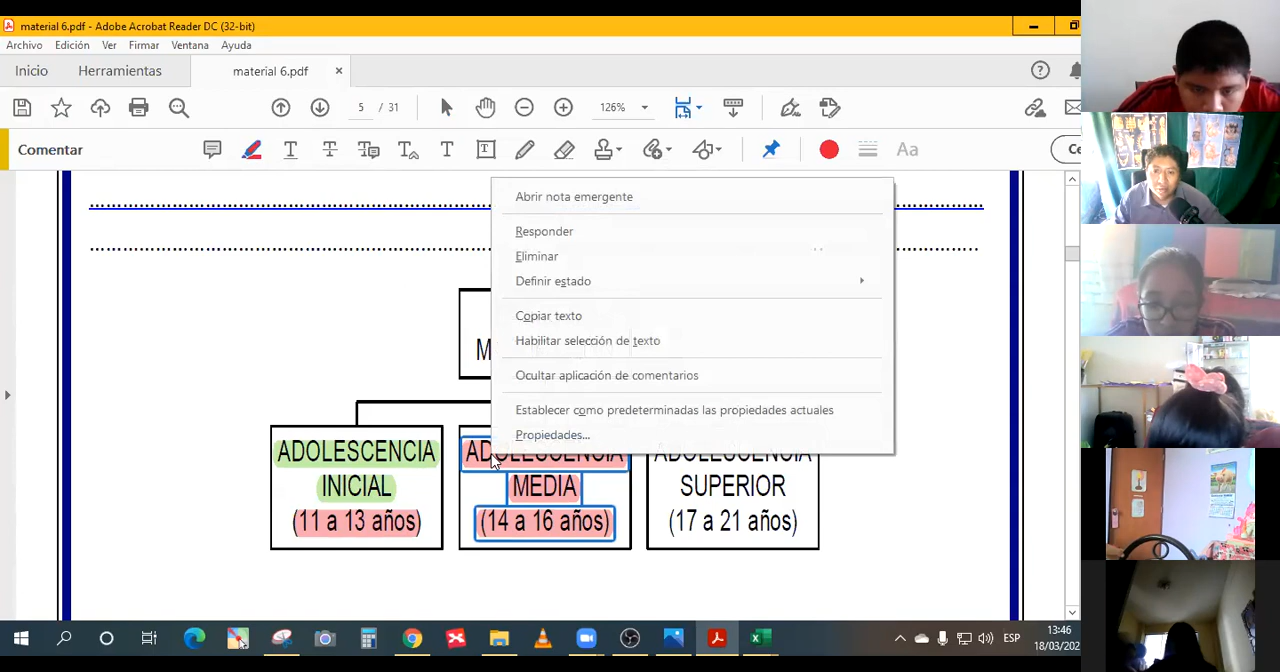 material 6.pdf - Adobe Acrobat Reader DC (32-bit)
Archivo Edición Ver Firmar Ventana Ayuda
Inicio Herramientas material 6.pdf ×
5 / 31 126%
Comentar
Aa
Abrir nota emergente
Responder
Eliminar
Definir estado
Copiar texto
Habilitar selección de texto
Ocultar aplicación de comentarios
Establecer como predeterminadas las propiedades actuales
Propiedades...
ADOLESCENCIA
INICIAL
(11 a 13 años)
ADOLESCENCIA
MEDIA
(14 a 16 años)
ADOLESCENCIA
SUPERIOR
(17 a 21 años)
ESP
13:46